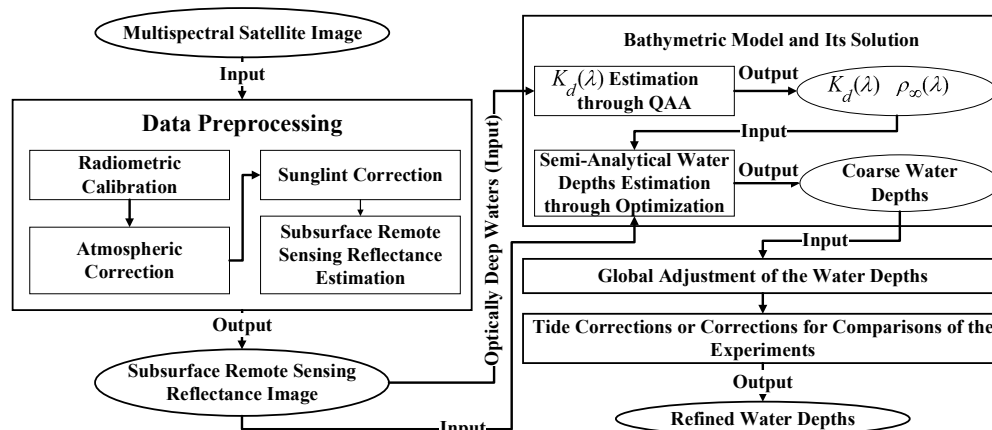 Multispectral Satellite Image
Input
Data Preprocessing
Radiometric
Calibration
Atmospheric
Correction
Sunglint Correction
Subsurface Remote
Sensing Reflectance
Estimation
Output
Subsurface Remote Sensing
Reflectance Image
Input
Optically Deep Waters (Input)
Bathymetric Model and Its Solution
K_d(λ) Estimation
through QAA
Output
K_d(λ) ρ_∞(λ)
Input
Semi-Analytical Water
Depths Estimation
through Optimization
Output
Coarse Water
Depths
Input
Global Adjustment of the Water Depths
Tide Corrections or Corrections for Comparisons of the
Experiments
Output
Refined Water Depths